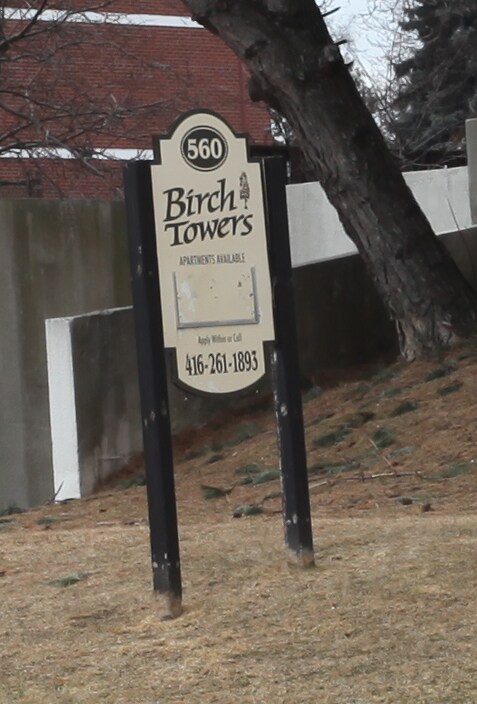 560
Birch
Towers
APARTMENTS AVAILABLE
Apply Within or Call
416-261-1893